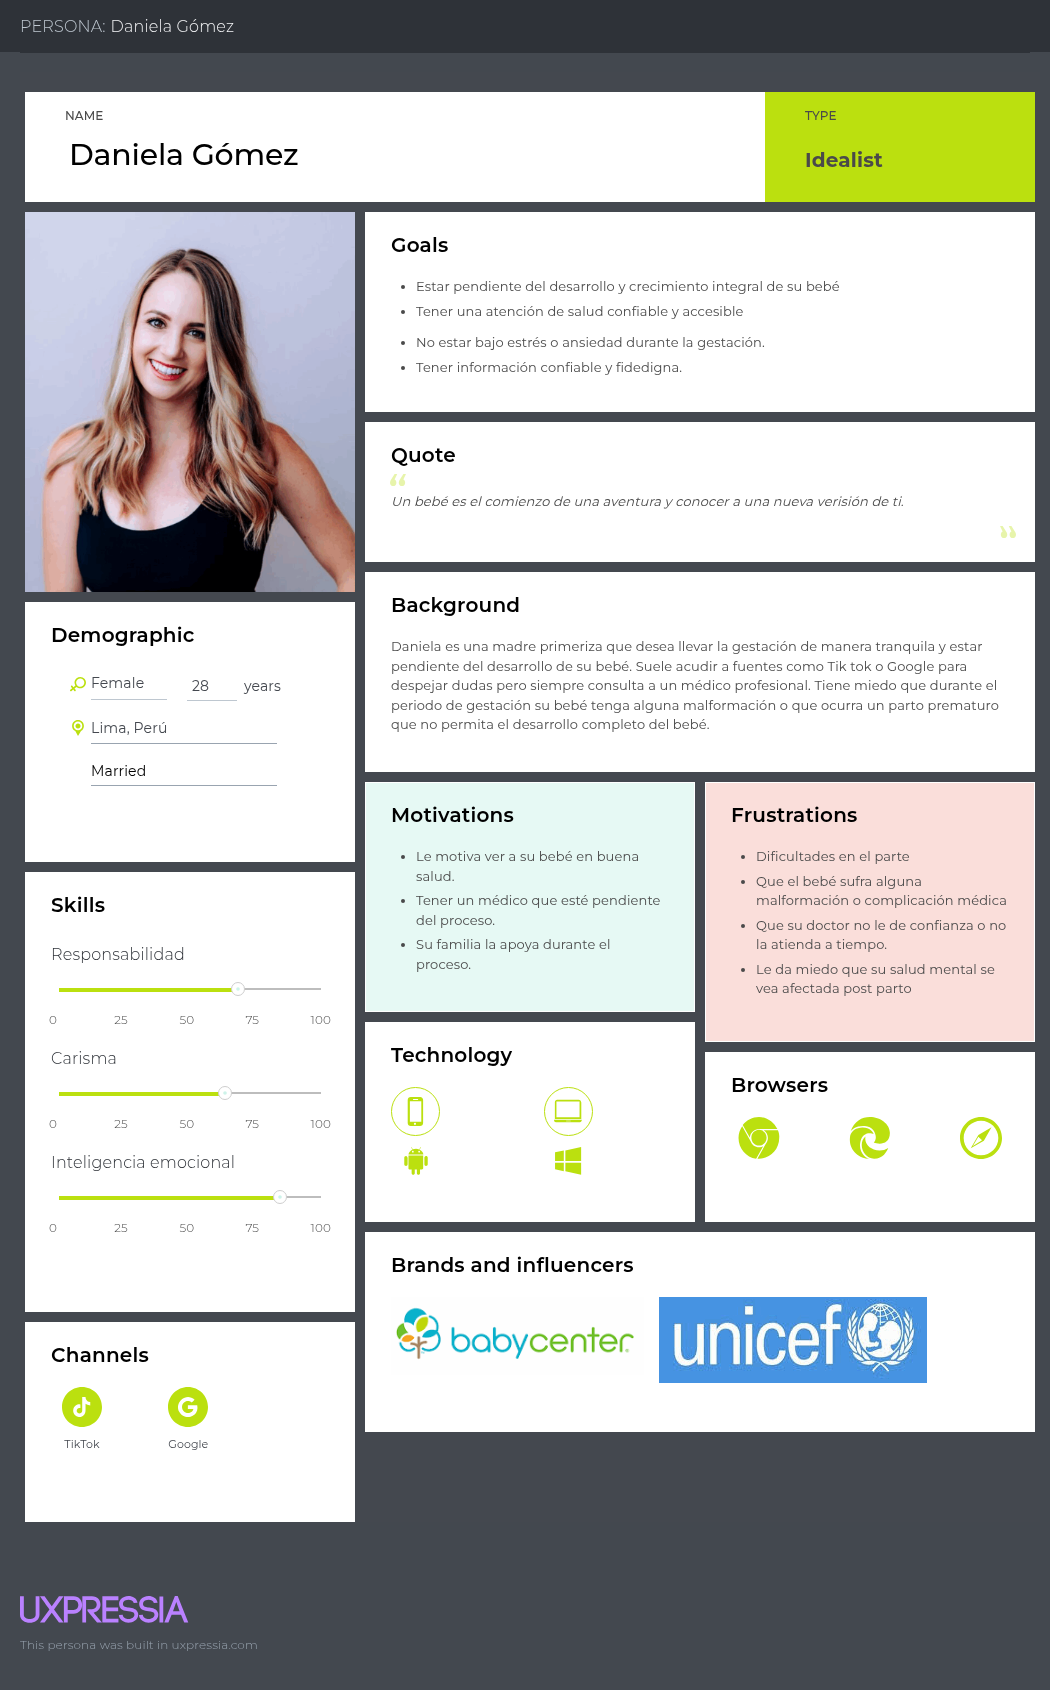 PERSONA: Daniela Gómez
NAME
Daniela Gómez
TYPE
Idealist
Goals
Estar pendiente del desarrollo y crecimiento integral de su bebé
Tener una atención de salud confiable y accesible
No estar bajo estrés o ansiedad durante la gestación.
Tener información confiable y fidedigna.
Quote
“
Un bebé es el comienzo de una aventura y conocer a una nueva verisión de ti.
”
Background
Daniela es una madre primeriza que desea llevar la gestación de manera tranquila y estar
pendiente del desarrollo de su bebé. Suele acudir a fuentes como Tik tok o Google para
despejar dudas pero siempre consulta a un médico profesional. Tiene miedo que durante el
periodo de gestación su bebé tenga alguna malformación o que ocurra un parto prematuro
que no permita el desarrollo completo del bebé.
Demographic
Female 28 years
Lima, Perú
Married
Motivations
Le motiva ver a su bebé en buena
salud.
Tener un médico que esté pendiente
del proceso.
Su familia la apoya durante el
proceso.
Frustrations
Dificultades en el parte
Que el bebé sufra alguna
malformación o complicación médica
Que su doctor no le de confianza o no
la atienda a tiempo.
Le da miedo que su salud mental se
vea afectada post parto
Skills
Responsabilidad
0 25 50 75 100
Carisma
0 25 50 75 100
Inteligencia emocional
0 25 50 75 100
Technology
Browsers
Brands and influencers
babycenter
unicef
Channels
TikTok Google
UXPRESSIA
This persona was built in uxpressia.com